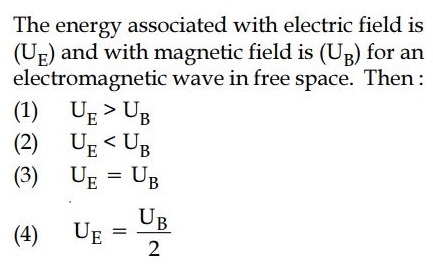 The energy associated with electric field is
(U_E) and with magnetic field is (U_B) for an
electromagnetic wave in free space. Then :
(1) U_E > U_B
(2) U_E < U_B
(3) U_E = U_B
(4) U_E = U_B/2